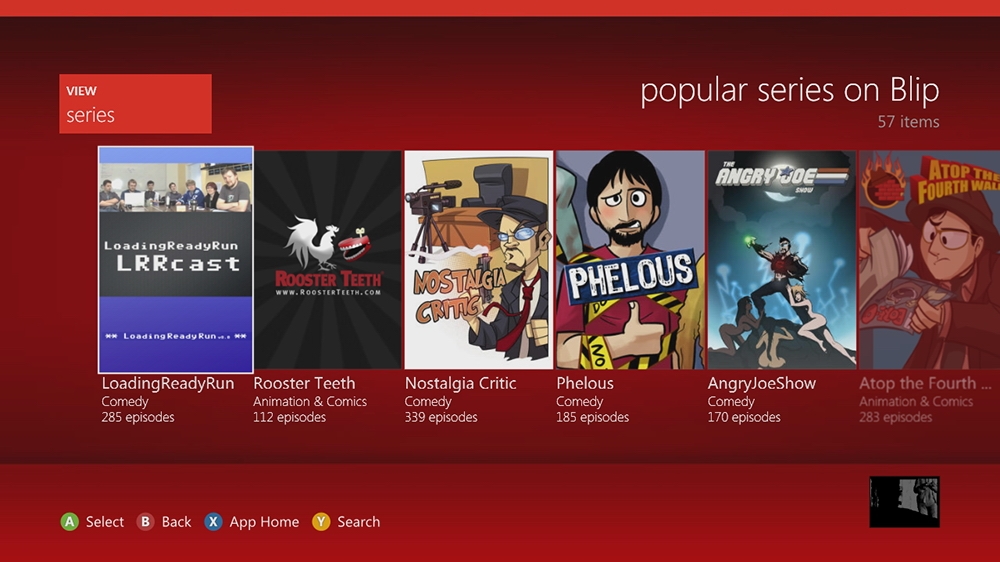 VIEW
series
popular series on Blip
57 items
LoadingReadyRun
LRRcast
** LoadingReadyRun **
ROOSTER TEETH
WWW.ROOSTERTEETH.COM
NOSTALGIA
CRITIC
PHELOUS
NO
THE
ANGRY JOE
SHOW
ATOP THE
FOURTH WALL
LoadingReadyRun
Comedy
285 episodes
Rooster Teeth
Animation & Comics
112 episodes
Nostalgia Critic
Comedy
339 episodes
Phelous
Comedy
185 episodes
AngryJoeShow
Comedy
170 episodes
Atop the Fourth ...
Animation & Comics
283 episodes
A Select
B Back
X App Home
Y Search